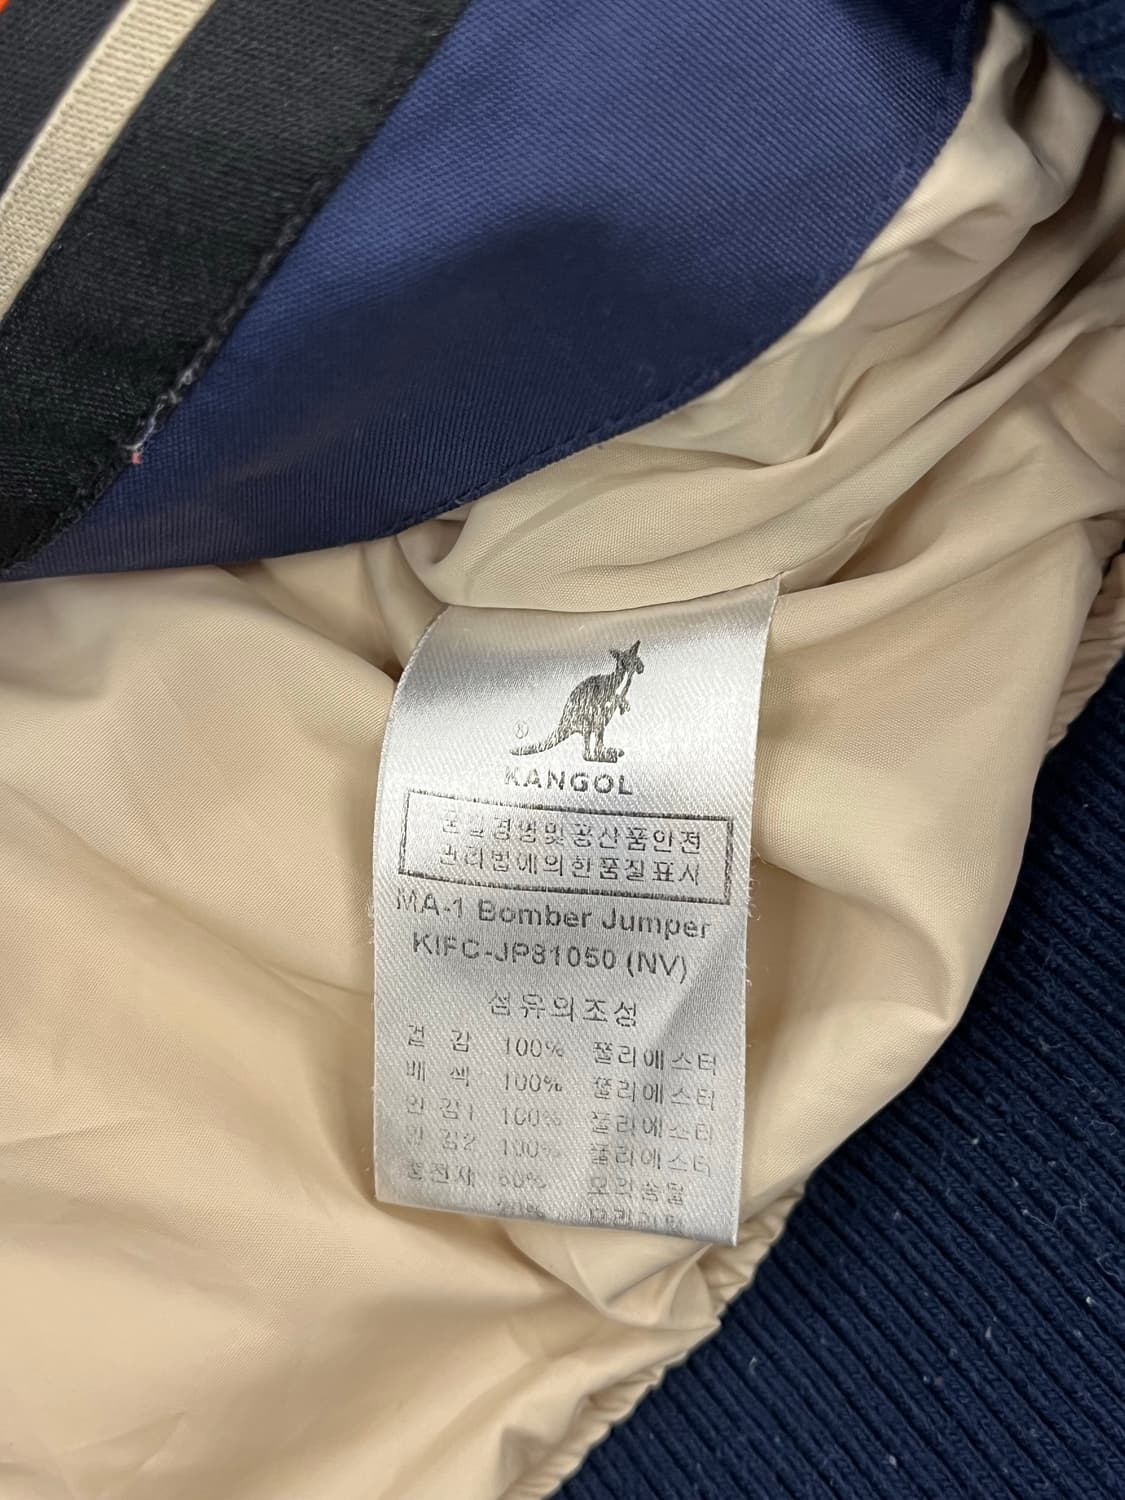 ®
KANGOL
품질경영및공산품안전
관리법에의한품질표시
MA-1 Bomber Jumper
KIFC-JP81050 (NV)
섬유의조성
겉 감 100% 폴리에스터
배 색 100% 폴리에스터
안 감1 100% 폴리에스터
안 감2 100% 폴리에스터
충전재 80% 오리솜털
20%